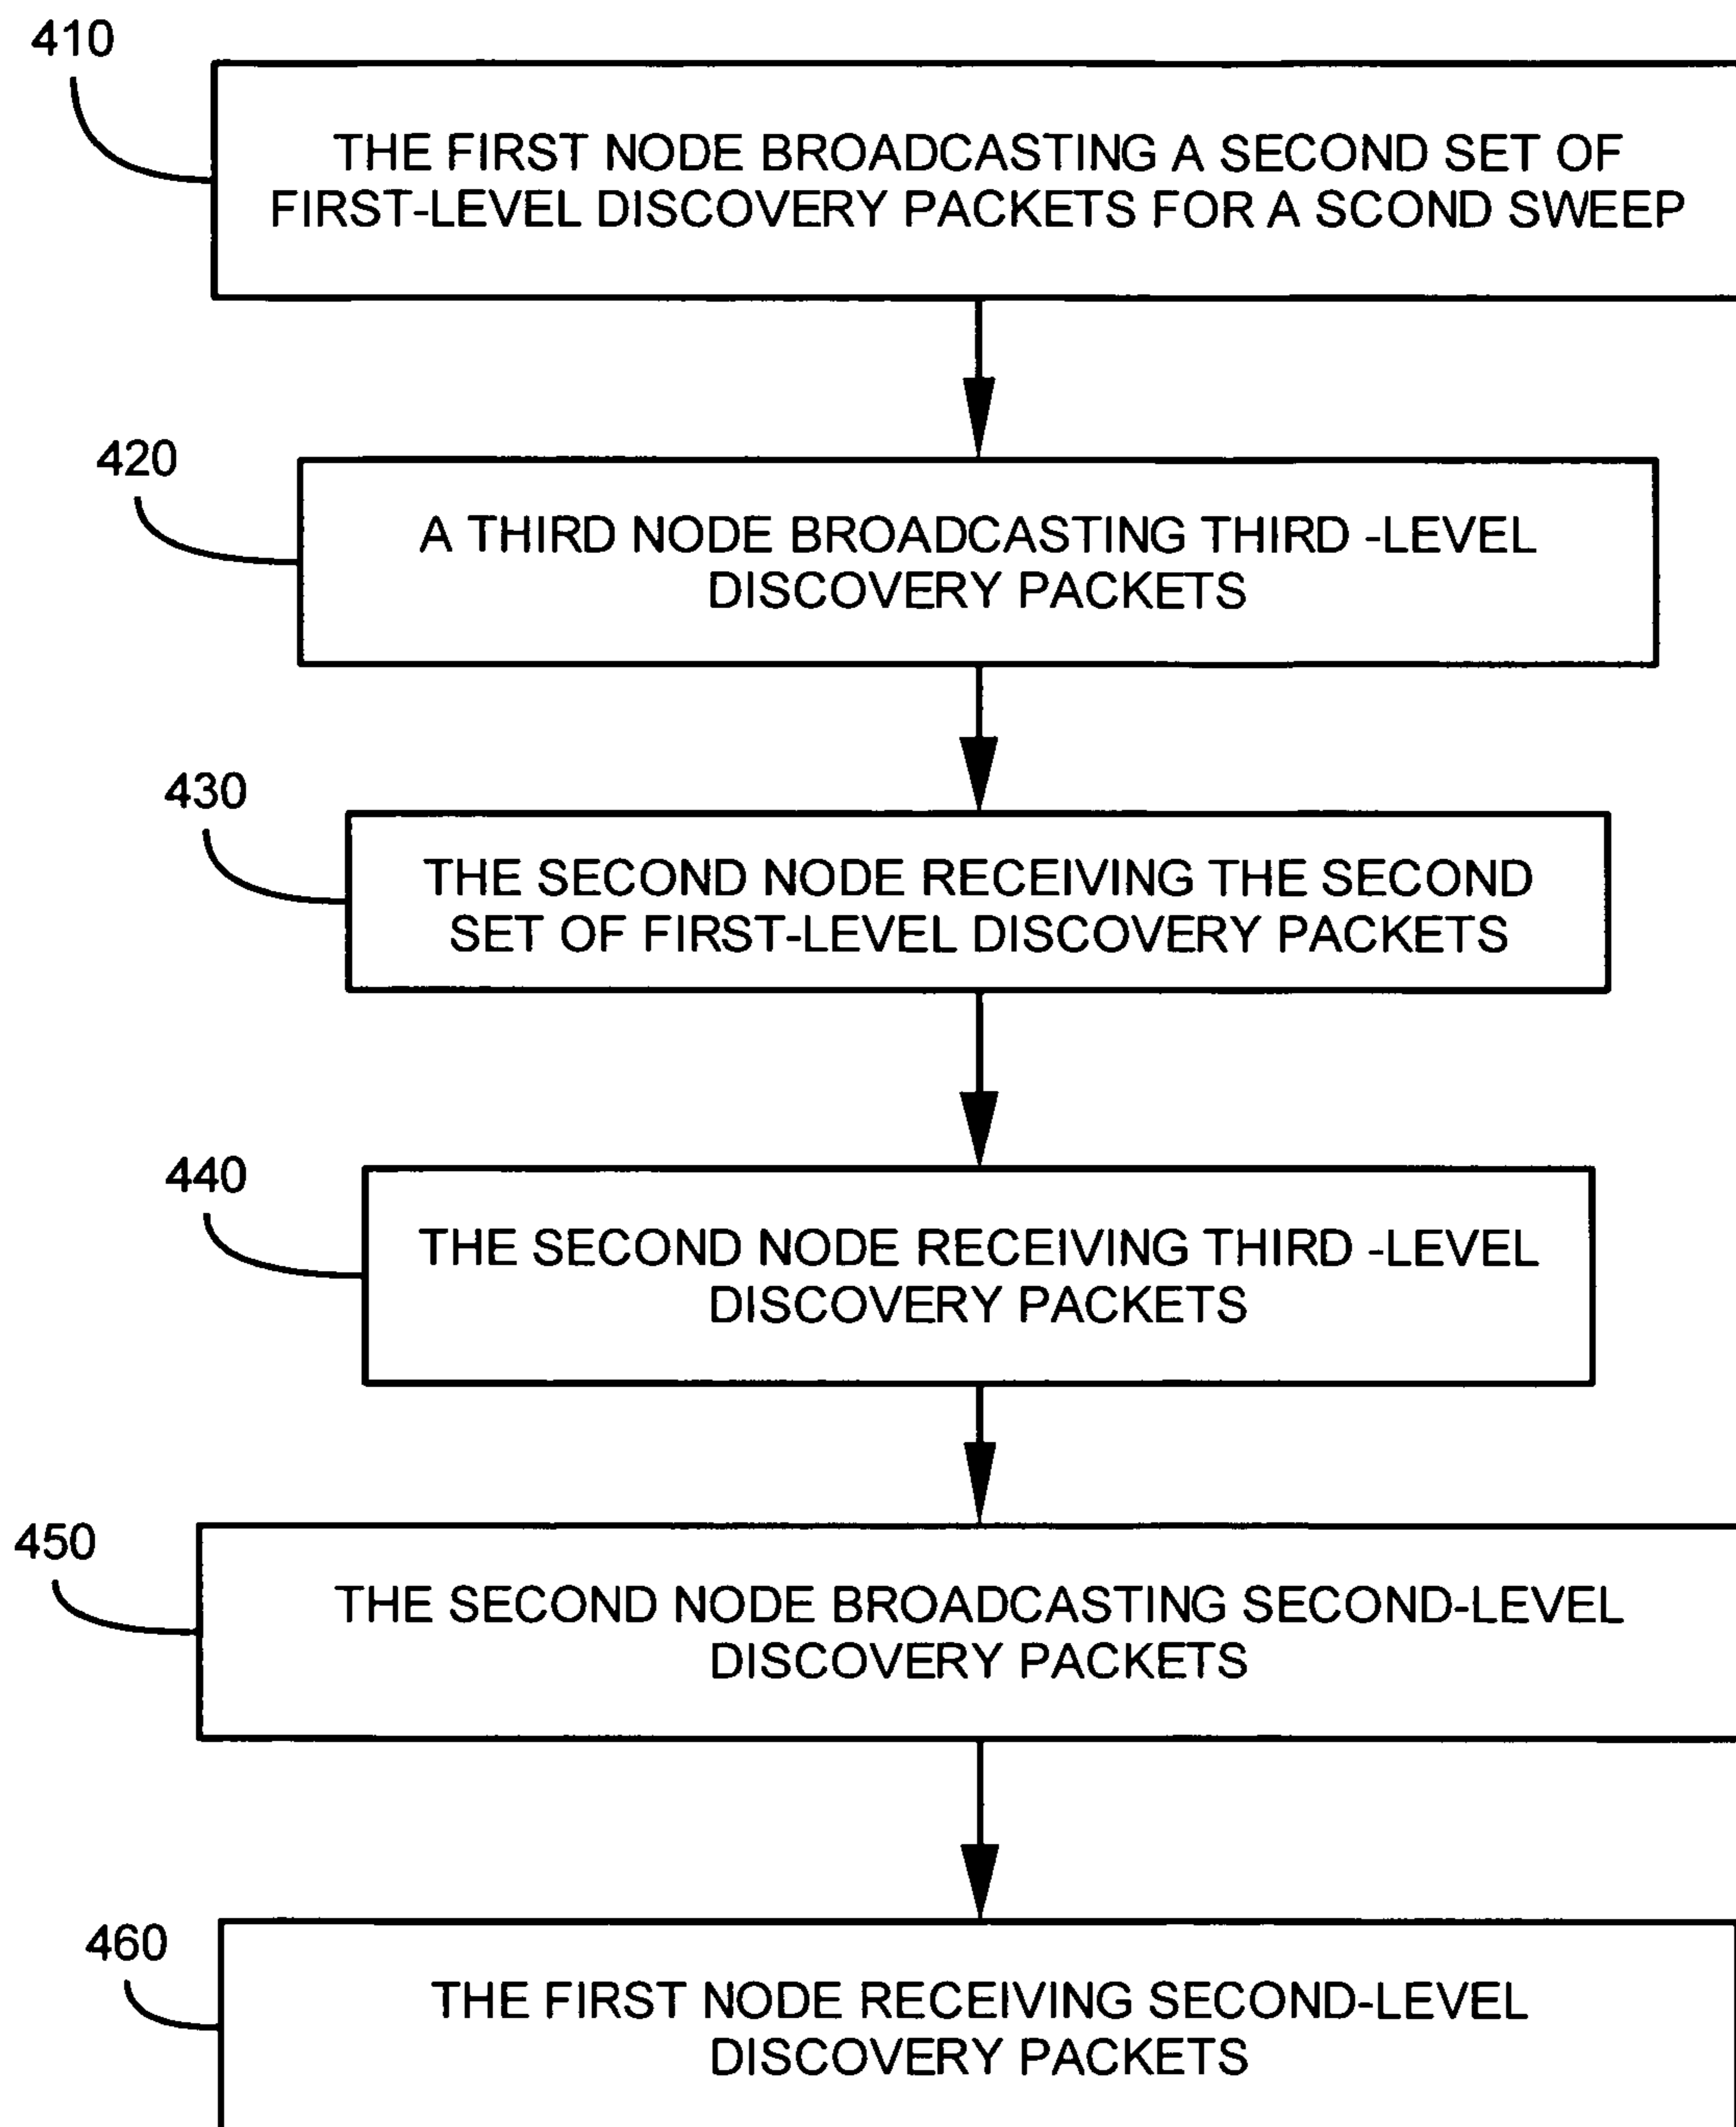 410
THE FIRST NODE BROADCASTING A SECOND SET OF
FIRST-LEVEL DISCOVERY PACKETS FOR A SCOND SWEEP
420
A THIRD NODE BROADCASTING THIRD -LEVEL
DISCOVERY PACKETS
430
THE SECOND NODE RECEIVING THE SECOND
SET OF FIRST-LEVEL DISCOVERY PACKETS
440
THE SECOND NODE RECEIVING THIRD -LEVEL
DISCOVERY PACKETS
450
THE SECOND NODE BROADCASTING SECOND-LEVEL
DISCOVERY PACKETS
460
THE FIRST NODE RECEIVING SECOND-LEVEL
DISCOVERY PACKETS